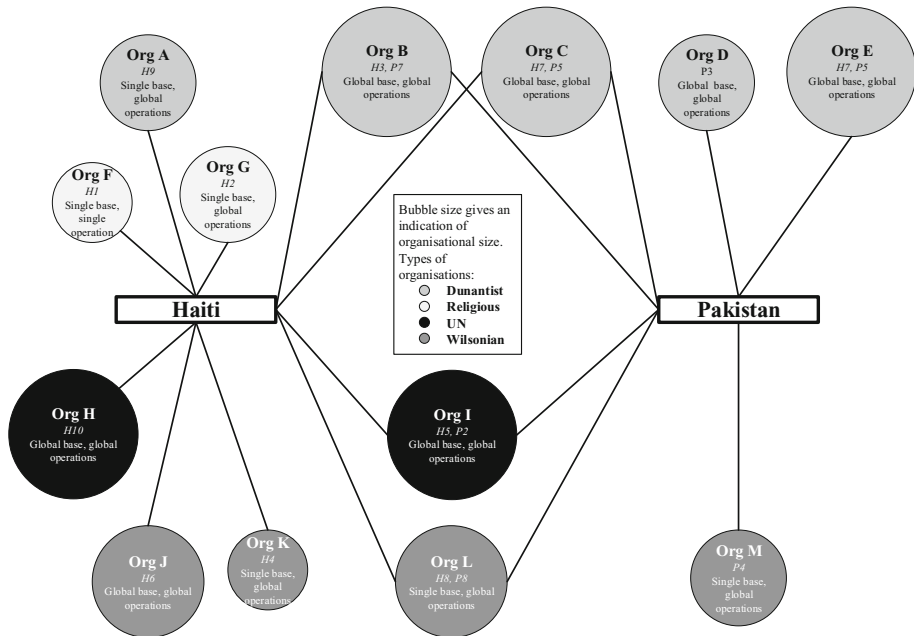 Org A
H9
Single base,
global
operations
Org B
H3, P7
Global base, global
operations
Org C
H7, P5
Global base, global
operations
Org D
P3
Global base,
global
operations
Org E
H7, P5
Global base, global
operations
Org F
H1
Single base,
single
operation
Org G
H2
Single base,
global
operations
Bubble size gives an
indication of
organisational size.
Types of
organisations:
Dunantist
Religious
UN
Wilsonian
Haiti
Pakistan
Org H
H10
Global base, global
operations
Org I
H5, P2
Global base, global
operations
Org J
H6
Global base, global
operations
Org K
H4
Single base,
global
operations
Org L
H8, P8
Single base, global
operations
Org M
P4
Single base,
global
operations